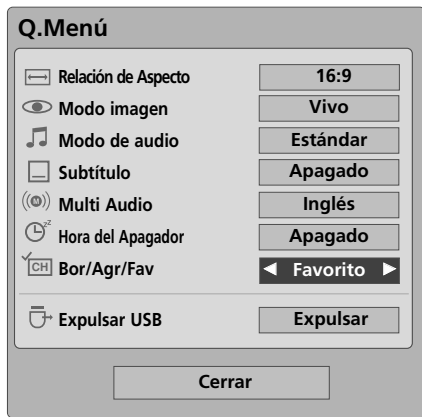 Q.Menú
Relación de Aspecto 16:9
Modo imagen Vivo
Modo de audio Estándar
Subtítulo Apagado
Multi Audio Inglés
Hora del Apagador Apagado
CH Bor/Agr/Fav ◄ Favorito ►
Expulsar USB Expulsar
Cerrar